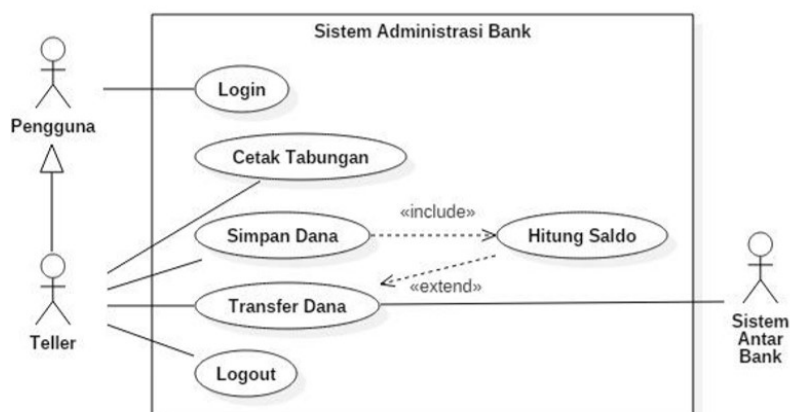 Sistem Administrasi Bank
Pengguna
Login
Cetak Tabungan
Simpan Dana
«include»
Hitung Saldo
Teller
Transfer Dana
«extend»
Logout
Sistem
Antar
Bank